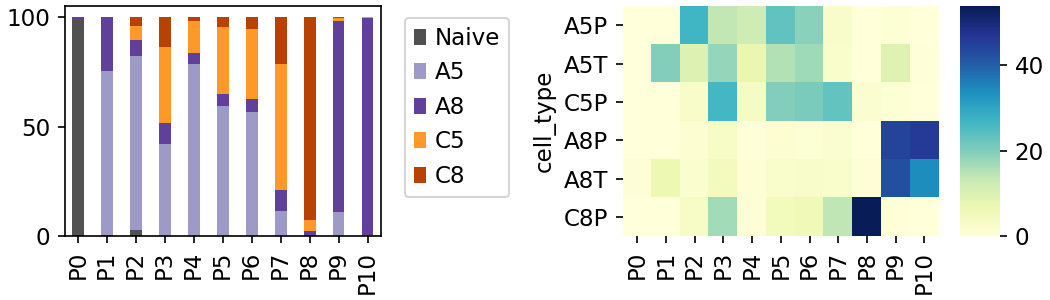 100
50
0
P0
P1
P2
P3
P4
P5
P6
P7
P8
P9
P10
Naive
A5
A8
C5
C8
cell_type
A5P
A5T
C5P
A8P
A8T
C8P
P0
P1
P2
P3
P4
P5
P6
P7
P8
P9
P10
40
20
0